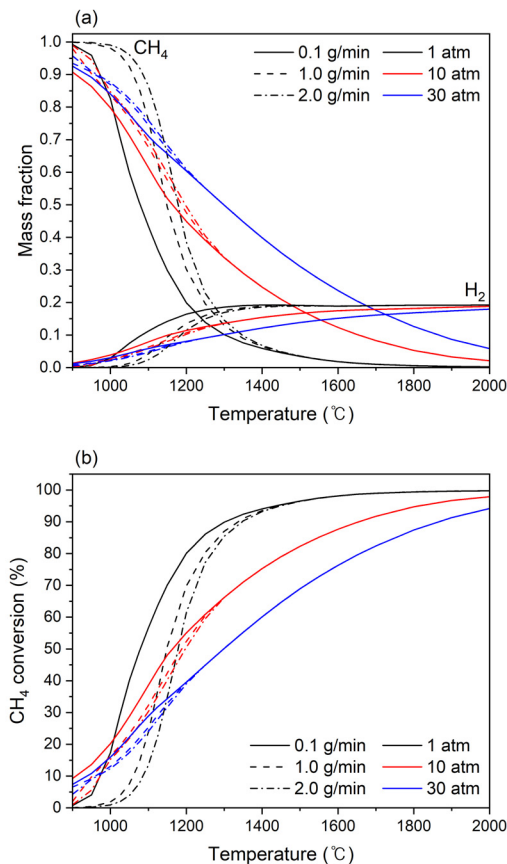 (a)
CH4
0.1 g/min 1 atm
1.0 g/min 10 atm
2.0 g/min 30 atm
H2
1.0
0.9
0.8
0.7
0.6
0.5
0.4
0.3
0.2
0.1
0.0
Mass fraction
1000 1200 1400 1600 1800 2000
Temperature (℃)
(b)
100
90
80
70
60
50
40
30
20
10
0
CH4 conversion (%)
0.1 g/min 1 atm
1.0 g/min 10 atm
2.0 g/min 30 atm
1000 1200 1400 1600 1800 2000
Temperature (℃)